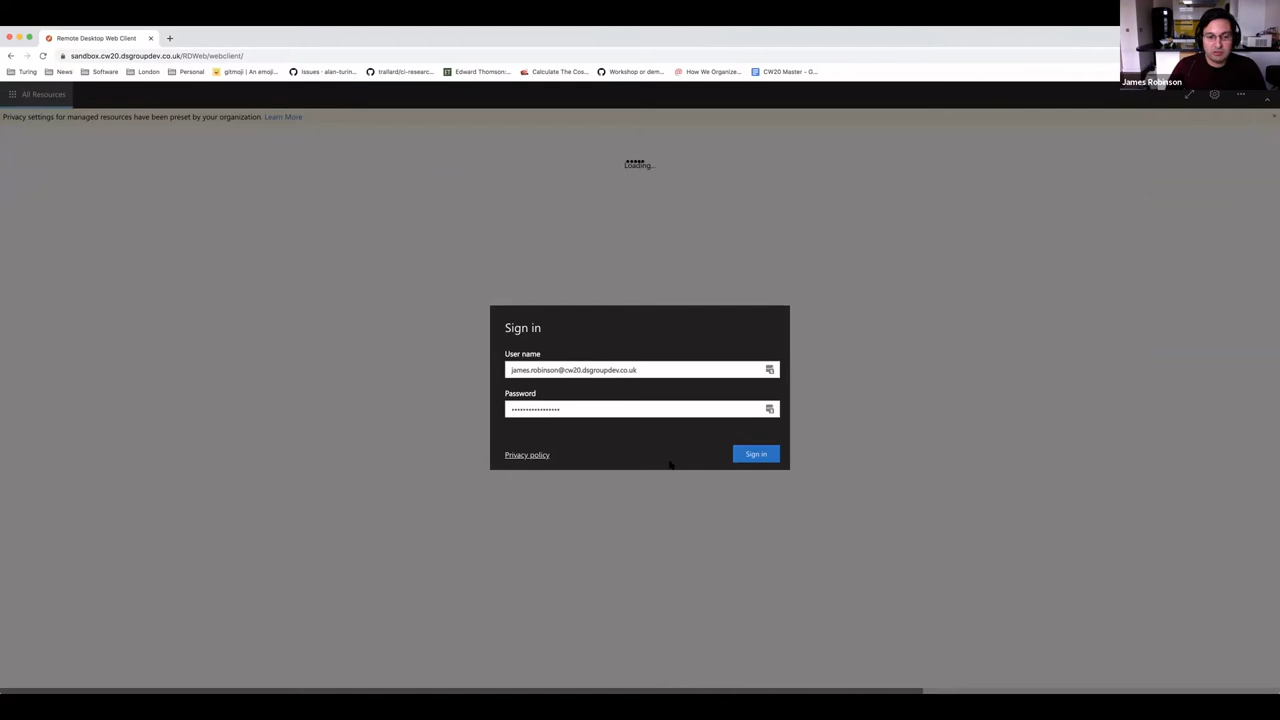 Remote Desktop Web Client
sandbox.cw20.dsgroupdev.co.uk/RDWeb/webclient/
Turing News Software London Personal gitmoji | An emoji... Issues · alan-turin... trallard/ci-researc... Edward Thomson:... Calculate The Cos... Workshop or dem... How We Organize... CW20 Master - G...
James Robinson
All Resources
Privacy settings for managed resources have been preset by your organization. Learn More
Loading...
Sign in
User name
james.robinson@cw20.dsgroupdev.co.uk
Password
••••••••••••••••
Privacy policy
Sign in